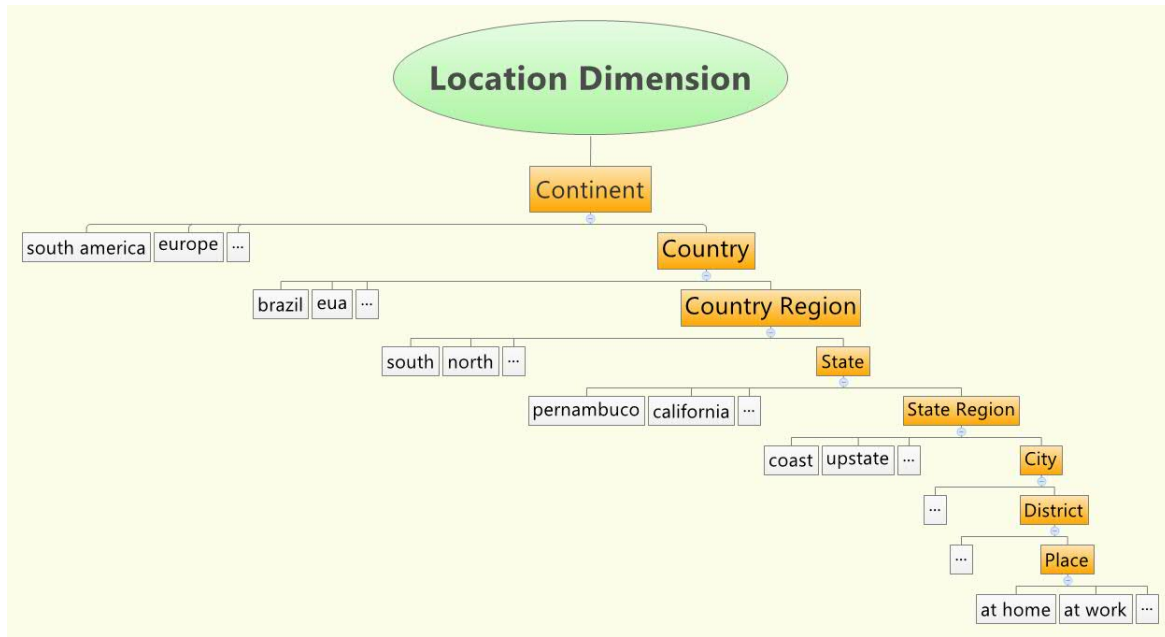 Location Dimension
Continent
south america europe ... Country
brazil eua ... Country Region
south north ... State
pernambuco california ... State Region
coast upstate ... City
... District
... Place
at home at work ...